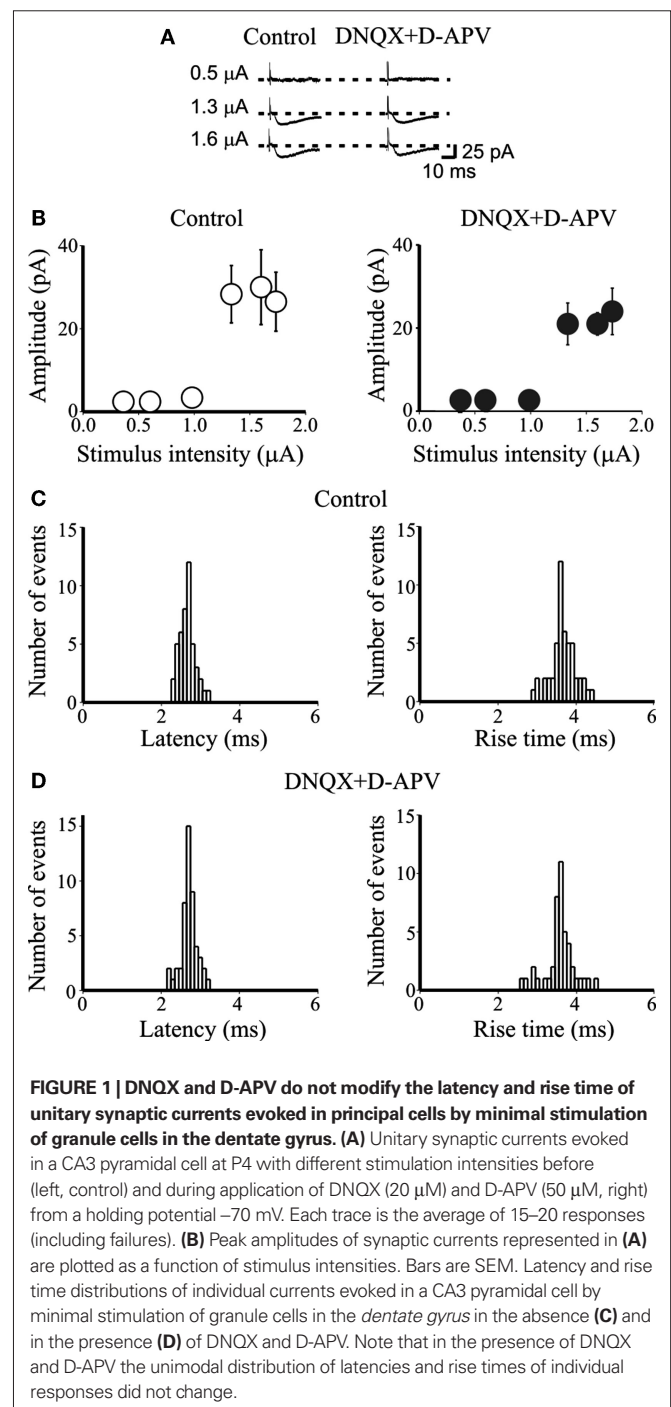 A
Control DNQX+D-APV
0.5 μA
1.3 μA
1.6 μA
25 pA
10 ms
B
Control
Amplitude (pA)
40
20
0
0.0 0.5 1.0 1.5 2.0
Stimulus intensity (μA)
DNQX+D-APV
Amplitude (pA)
40
20
0
0.0 0.5 1.0 1.5 2.0
Stimulus intensity (μA)
C
Control
Number of events
15
10
5
0
0 2 4 6
Latency (ms)
Number of events
15
10
5
0
0 2 4 6
Rise time (ms)
D
DNQX+D-APV
Number of events
15
10
5
0
0 2 4 6
Latency (ms)
Number of events
15
10
5
0
0 2 4 6
Rise time (ms)
FIGURE 1 | DNQX and D-APV do not modify the latency and rise time of
unitary synaptic currents evoked in principal cells by minimal stimulation
of granule cells in the dentate gyrus. (A) Unitary synaptic currents evoked
in a CA3 pyramidal cell at P4 with different stimulation intensities before
(left, control) and during application of DNQX (20 μM) and D-APV (50 μM, right)
from a holding potential –70 mV. Each trace is the average of 15–20 responses
(including failures). (B) Peak amplitudes of synaptic currents represented in (A)
are plotted as a function of stimulus intensities. Bars are SEM. Latency and rise
time distributions of individual currents evoked in a CA3 pyramidal cell by
minimal stimulation of granule cells in the dentate gyrus in the absence (C) and
in the presence (D) of DNQX and D-APV. Note that in the presence of DNQX
and D-APV the unimodal distribution of latencies and rise times of individual
responses did not change.